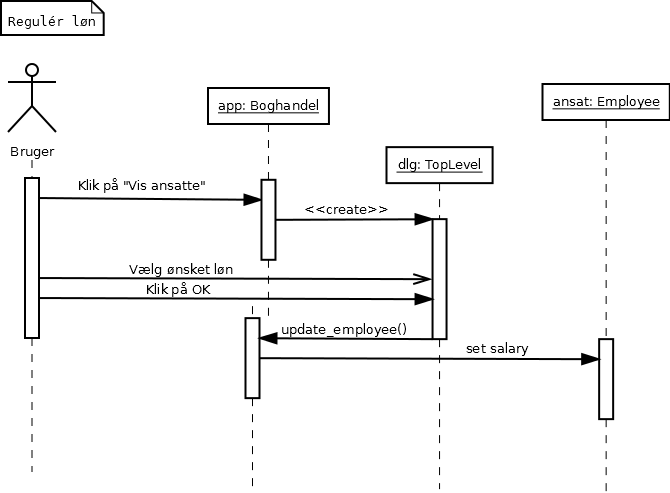 Regulér løn
app: Boghandel
ansat: Employee
Bruger
dlg: TopLevel
Klik på "Vis ansatte"
<<create>>
Vælg ønsket løn
Klik på OK
update_employee()
set salary